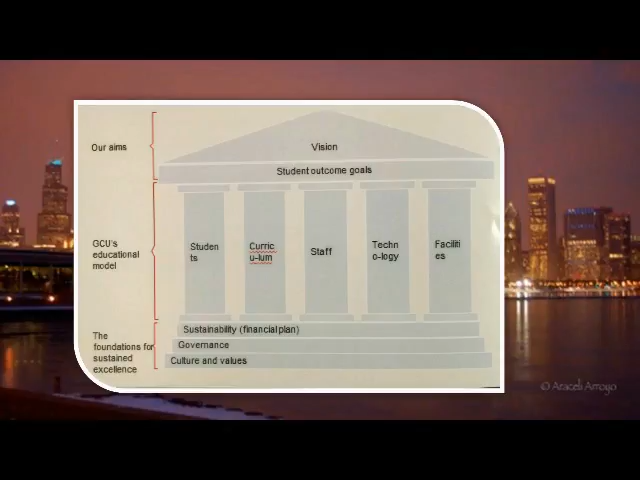 Our aims
Vision
Student outcome goals
GCU's
educational
model
Studen
ts
Curric
u-lum
Staff
Techn
o-logy
Faciliti
es
The
foundations for
sustained
excellence
Sustainability (financial plan)
Governance
Culture and values
© Araceli Arroyo